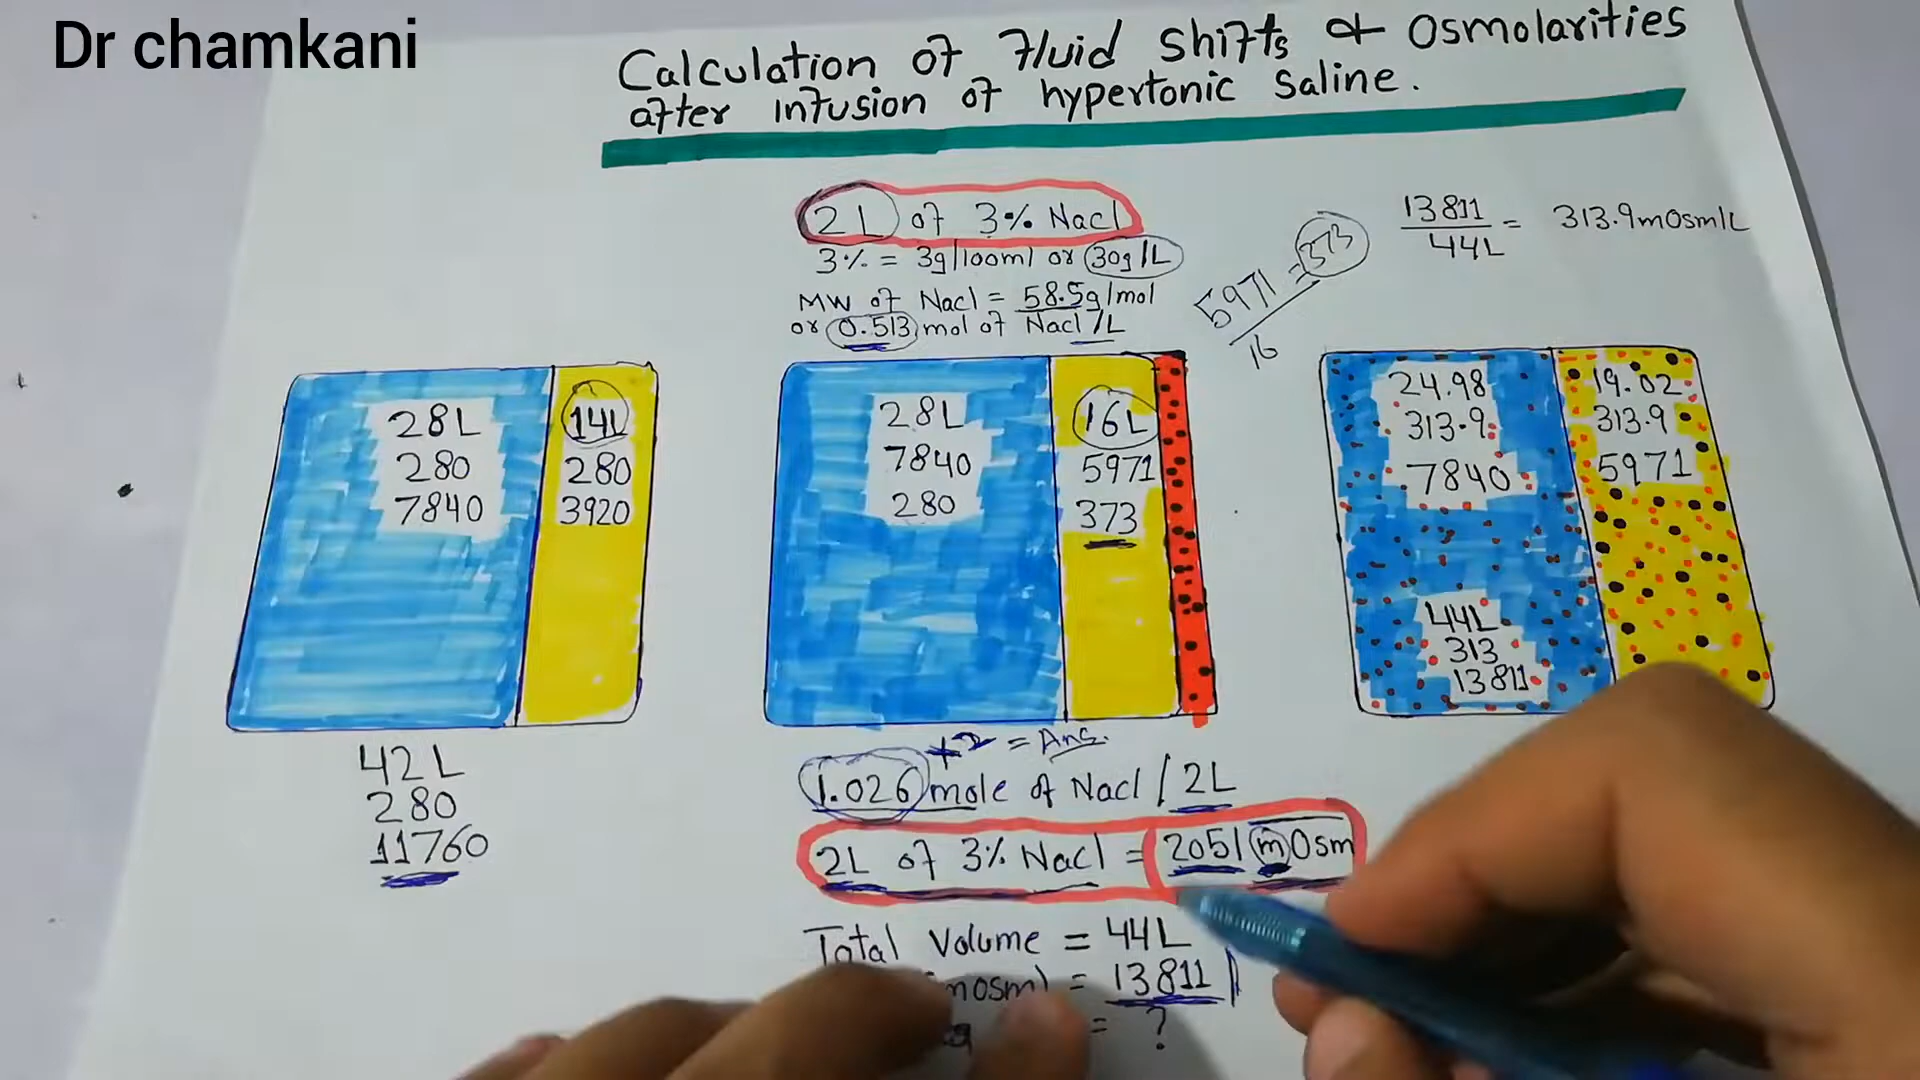 Dr chamkani
Calculation of Fluid shifts & Osmolarities
after infusion of hypertonic saline.
2L of 3% Nacl
3% = 3g/100ml or 30g/L
MW of Nacl = 58.5g/mol
or 0.513 mol of Nacl/L
5971
16
=373
13811
44L
= 313.9mOsm/L
28L
280
7840
14L
280
3920
28L
7840
280
16L
5971
373
24.98
313.9
7840
19.02
313.9
5971
44L
313
13811
42L
280
11760
= Ans.
1.026 mole of Nacl / 2L
2L of 3% Nacl = 2051 mOsm
Total Volume = 44L
mosm) = 13811
= ?